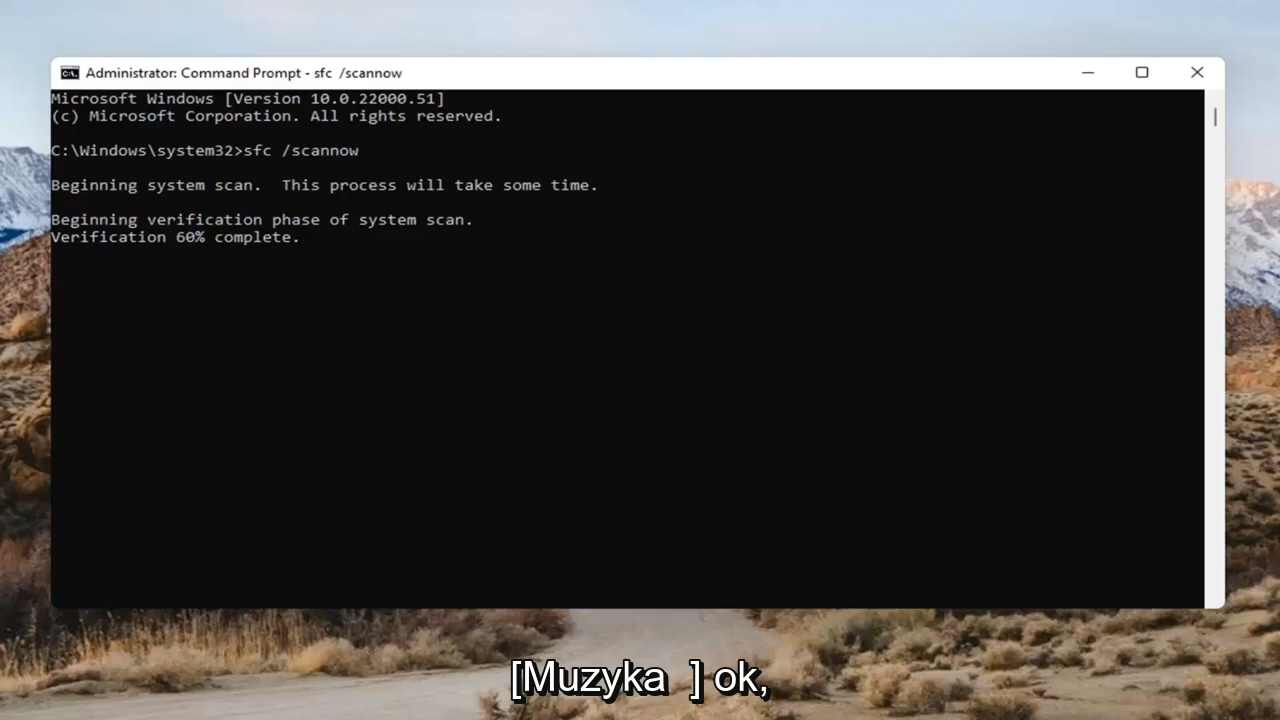 Administrator: Command Prompt - sfc  /scannow
Microsoft Windows [Version 10.0.22000.51]
(c) Microsoft Corporation. All rights reserved.
C:\Windows\system32>sfc /scannow
Beginning system scan.  This process will take some time.
Beginning verification phase of system scan.
Verification 60% complete.
[Muzyka  ] ok,